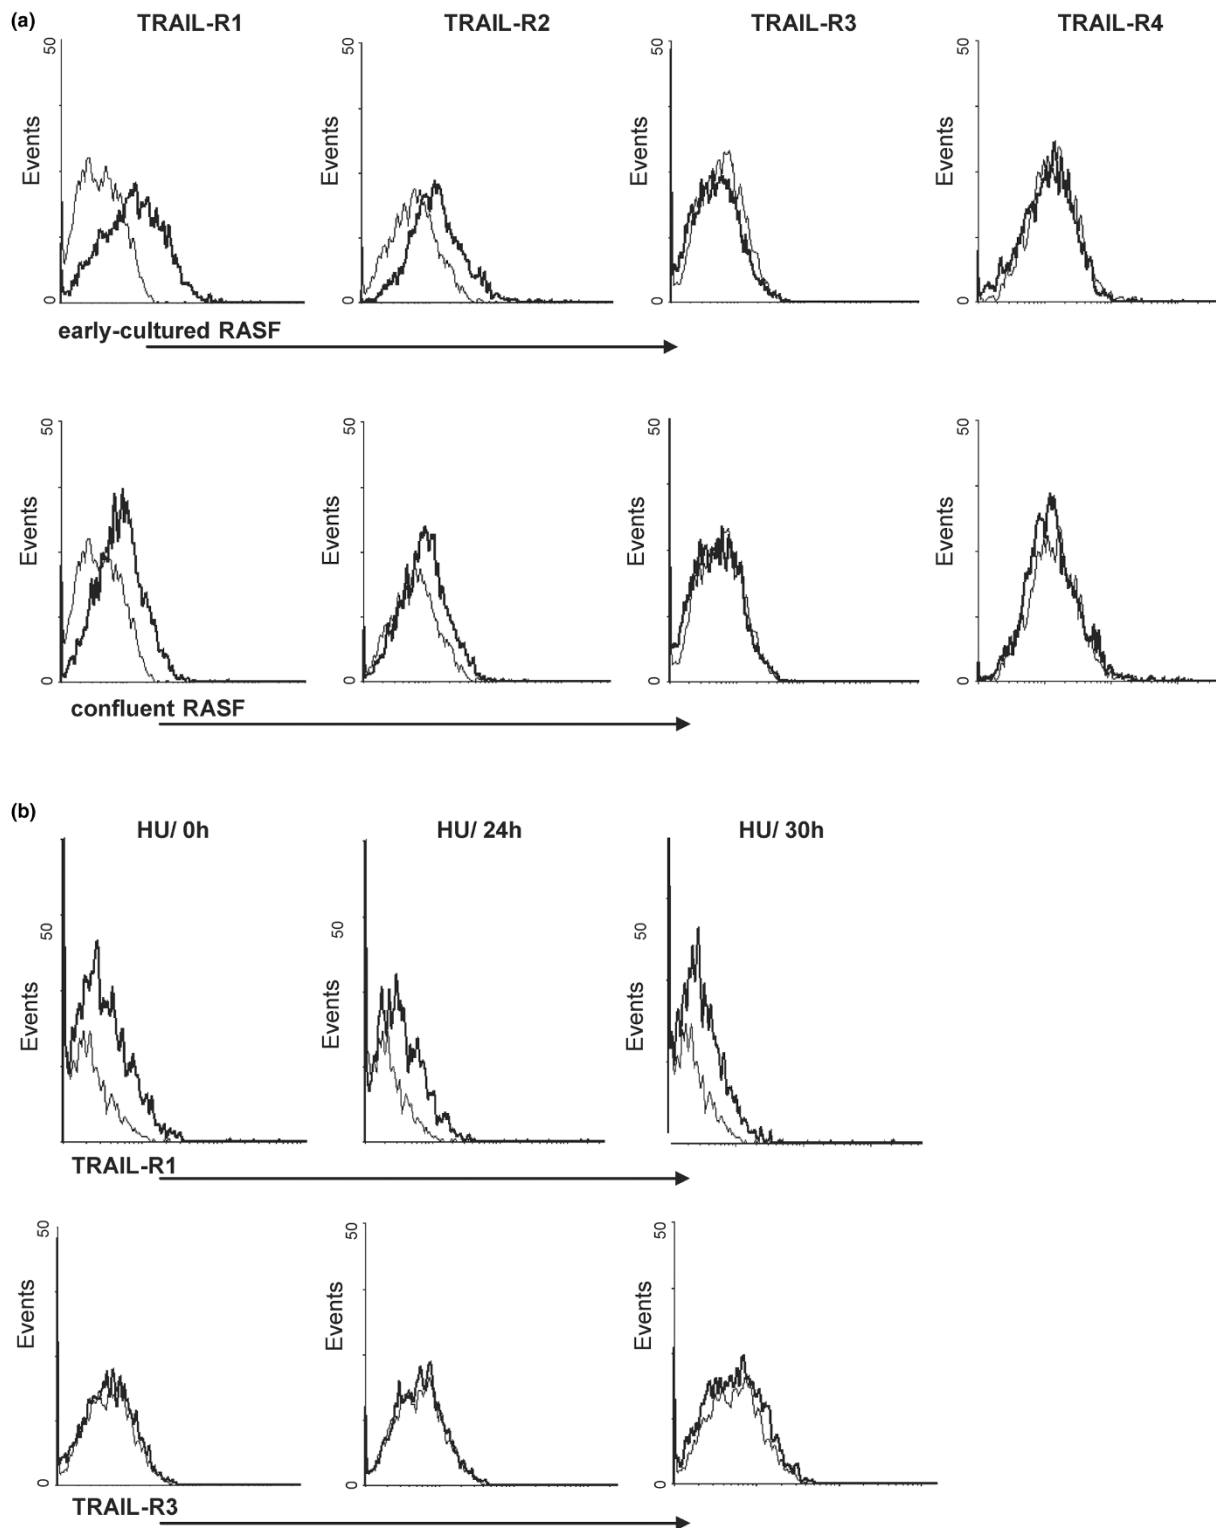 (a)
TRAIL-R1 TRAIL-R2 TRAIL-R3 TRAIL-R4
50 50 50 50
Events Events Events Events
0 0 0 0
early-cultured RASF
50 50 50 50
Events Events Events Events
0 0 0 0
confluent RASF
(b)
HU/ 0h HU/ 24h HU/ 30h
50 50 50
Events Events Events
TRAIL-R1
50 50 50
Events Events Events
0 0 0
TRAIL-R3